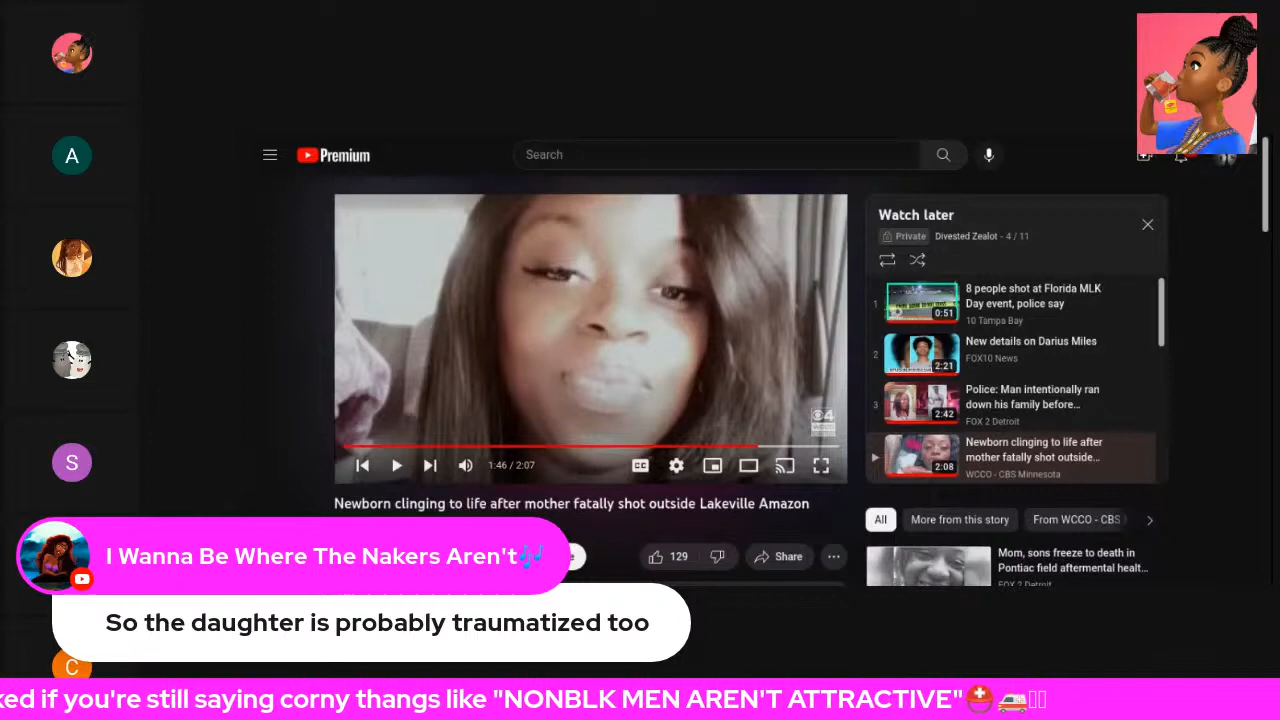 A
Premium
Search
Watch later
Private Divested Zealot - 4 / 11
1
8 people shot at Florida MLK
Day event, police say
10 Tampa Bay
0:51
2
New details on Darius Miles
FOX10 News
2:21
3
Police: Man intentionally ran
down his family before...
FOX 2 Detroit
2:42
Newborn clinging to life after
mother fatally shot outside...
WCCO - CBS Minnesota
2:08
4
WCCO
S
1:46 / 2:07
CC
Newborn clinging to life after mother fatally shot outside Lakeville Amazon
All
More from this story
From WCCO - CBS
129
Share
Mom, sons freeze to death in
Pontiac field aftermental healt...
FOX 2 Detroit
I Wanna Be Where The Nakers Aren't🎶
So the daughter is probably traumatized too
C
ked if you're still saying corny thangs like "NONBLK MEN AREN'T ATTRACTIVE"⛑️🚑